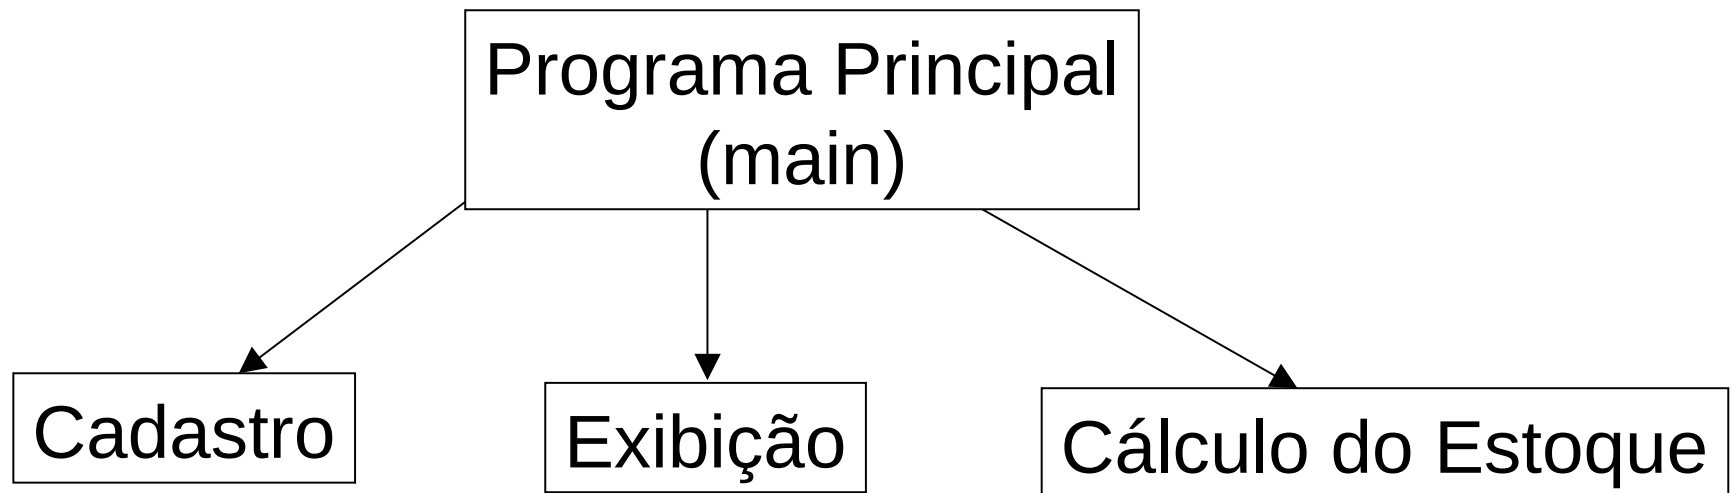 Programa Principal
(main)
Cadastro
Exibição
Cálculo do Estoque